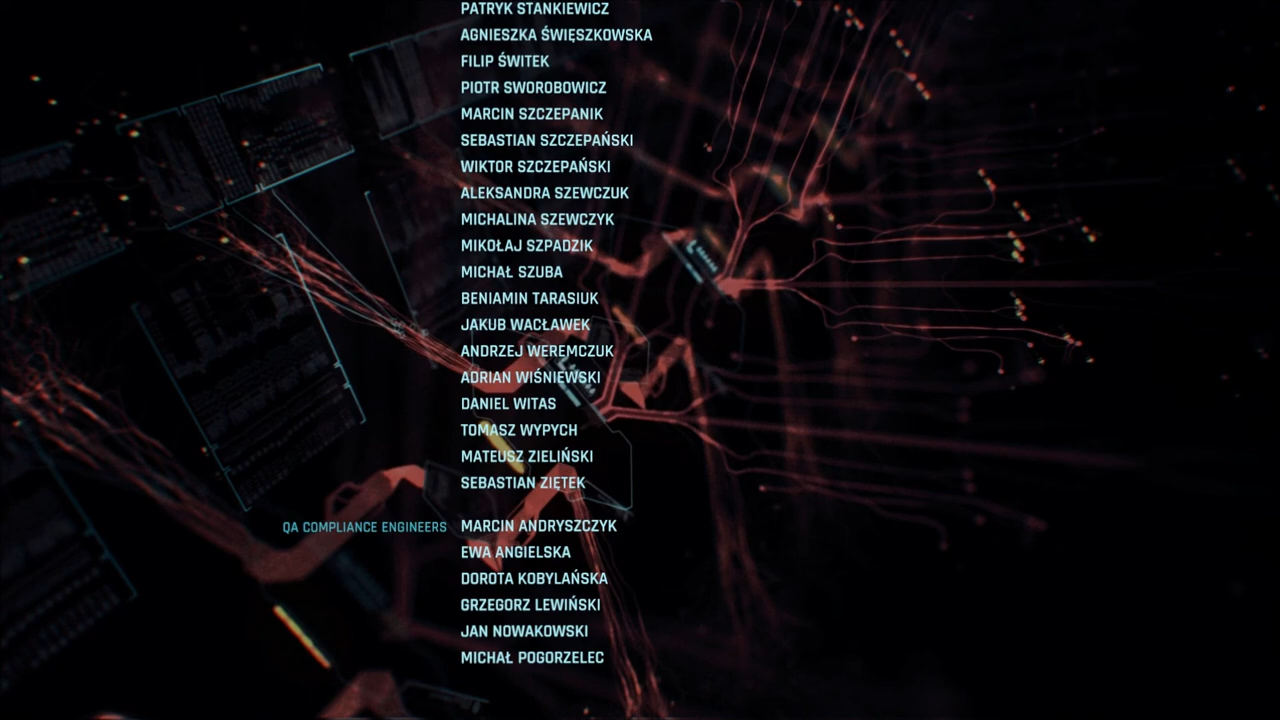 PATRYK STANKIEWICZ
AGNIESZKA ŚWIĘSZKOWSKA
FILIP ŚWITEK
PIOTR SWOROBOWICZ
MARCIN SZCZEPANIK
SEBASTIAN SZCZEPAŃSKI
WIKTOR SZCZEPAŃSKI
ALEKSANDRA SZEWCZUK
MICHALINA SZEWCZYK
MIKOŁAJ SZPADZIK
MICHAŁ SZUBA
BENIAMIN TARASIUK
JAKUB WACŁAWEK
ANDRZEJ WEREMCZUK
ADRIAN WIŚNIEWSKI
DANIEL WITAS
TOMASZ WYPYCH
MATEUSZ ZIELIŃSKI
SEBASTIAN ZIĘTEK
QA COMPLIANCE ENGINEERS MARCIN ANDRYSZCZYK
EWA ANGIELSKA
DOROTA KOBYLAŃSKA
GRZEGORZ LEWIŃSKI
JAN NOWAKOWSKI
MICHAŁ POGORZELEC